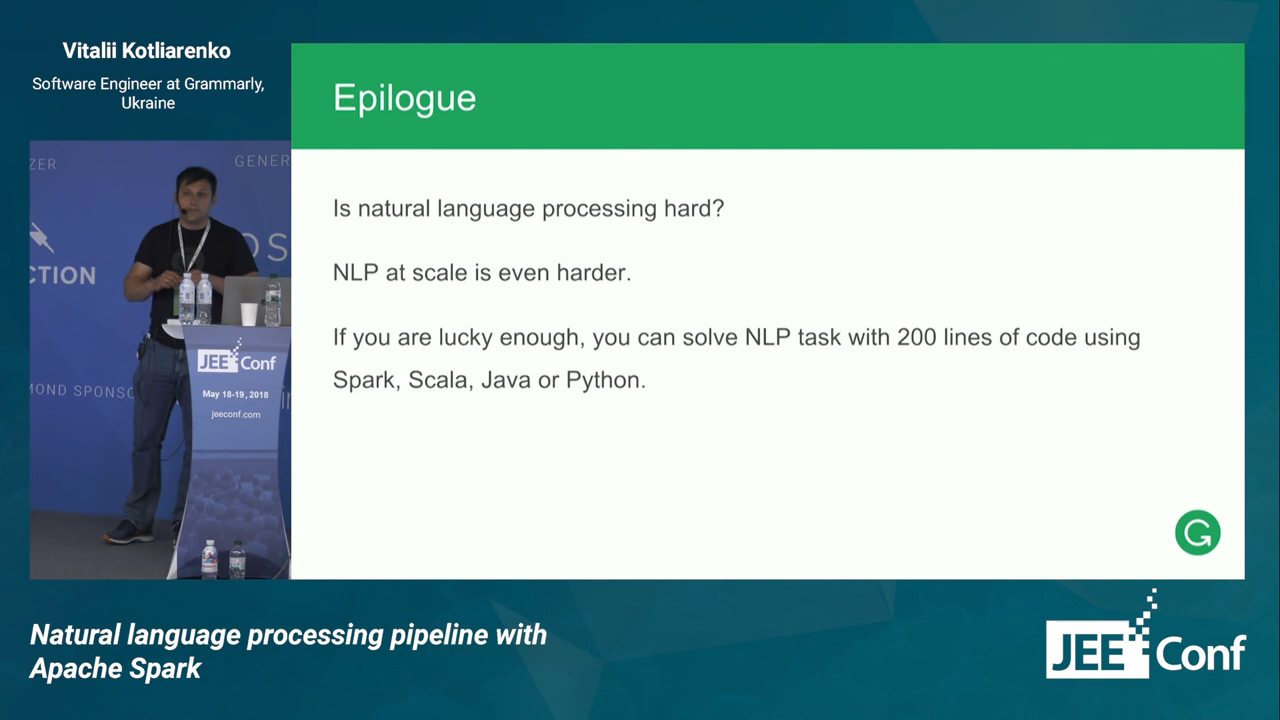 Vitalii Kotliarenko
Software Engineer at Grammarly,
Ukraine
Epilogue
Is natural language processing hard?
NLP at scale is even harder.
If you are lucky enough, you can solve NLP task with 200 lines of code using
Spark, Scala, Java or Python.
ZER
GENER
OS
CTION
MOND SPONSO
JEE Conf
May 18-19, 2018
jeeconf.com
G
Natural language processing pipeline with
Apache Spark
JEE Conf